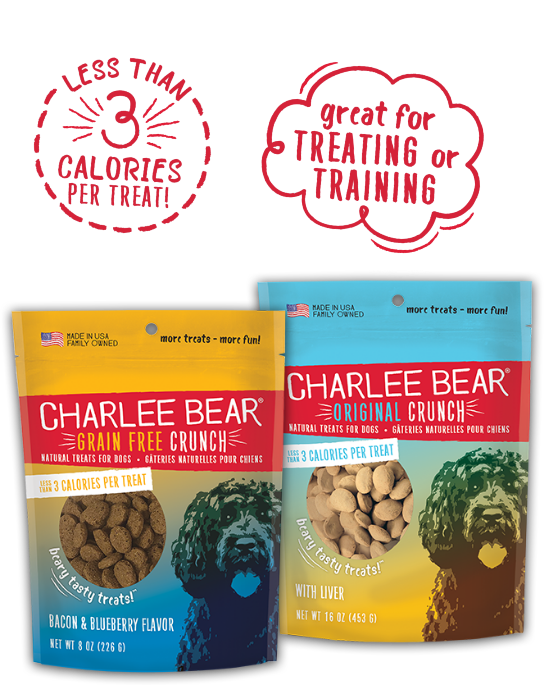 LESS THAN
3
CALORIES
PER TREAT!
great for
TREATING or
TRAINING
MADE IN USA
FAMILY OWNED
more treats - more fun!
CHARLEE BEAR®
GRAIN FREE CRUNCH
NATURAL TREATS FOR DOGS • GÂTERIES NATURELLES POUR CHIENS
LESS THAN 3 CALORIES PER TREAT
beary tasty treats!™
BACON & BLUEBERRY FLAVOR
NET WT 8 OZ (226 G)
MADE IN USA
FAMILY OWNED
more treats - more fun!
CHARLEE BEAR®
ORIGINAL CRUNCH
NATURAL TREATS FOR DOGS • GÂTERIES NATURELLES POUR CHIENS
LESS THAN 3 CALORIES PER TREAT
beary tasty treats!™
WITH LIVER
NET WT 16 OZ (453 G)